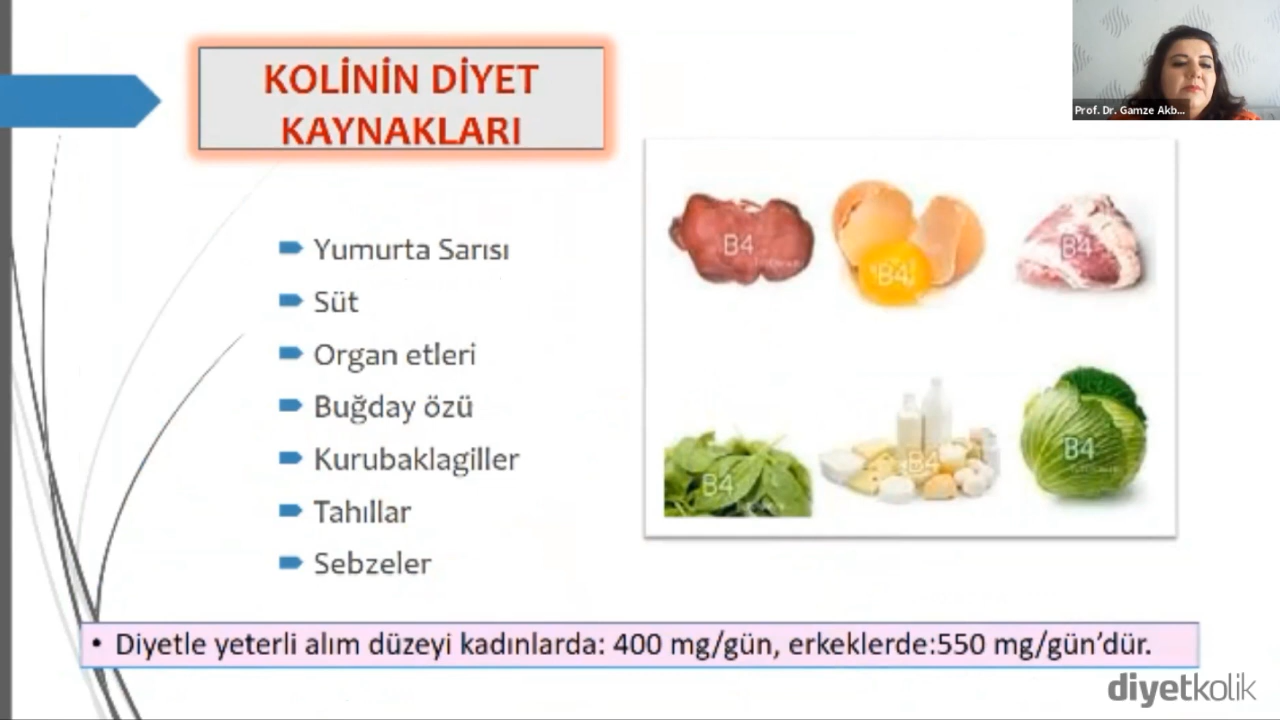 KOLİNİN DİYET
KAYNAKLARI
Prof. Dr. Gamze Akb...
Yumurta Sarısı
Süt
Organ etleri
Buğday özü
Kurubaklagiller
Tahıllar
Sebzeler
B4
B4
B4
B4
B4
B4
• Diyetle yeterli alım düzeyi kadınlarda: 400 mg/gün, erkeklerde:550 mg/gün’dür.
diyetkolik